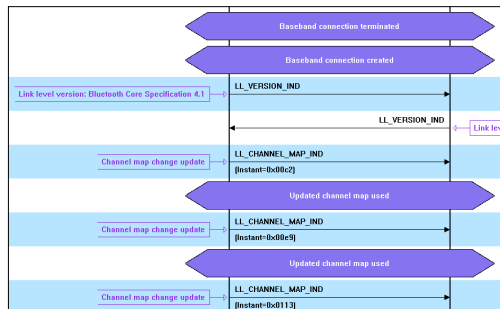 Baseband connection terminated
Baseband connection created
LL_VERSION_IND
Link level version: Bluetooth Core Specification 4.1
LL_VERSION_IND
Link lev
LL_CHANNEL_MAP_IND
Channel map change update
(Instant=0x00c2)
Updated channel map used
LL_CHANNEL_MAP_IND
Channel map change update
(Instant=0x00e9)
Updated channel map used
LL_CHANNEL_MAP_IND
Channel map change update
(Instant=0x0113)